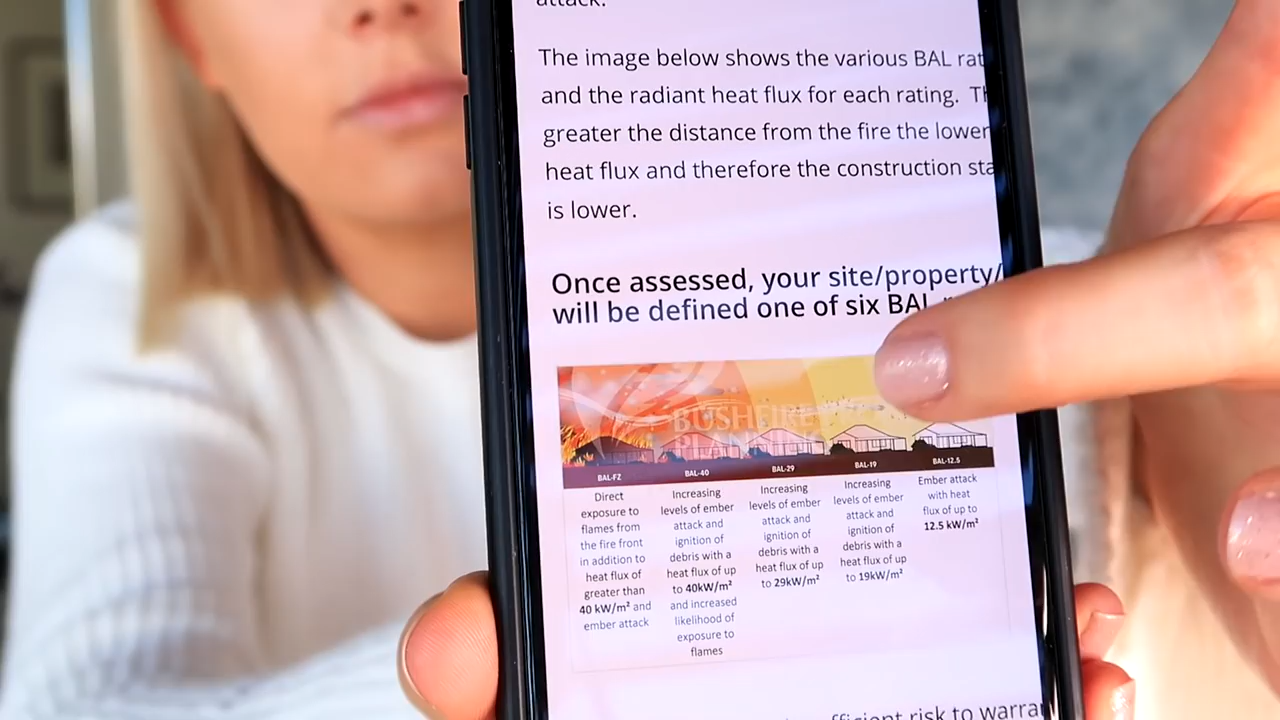 attack.
The image below shows the various BAL rat
and the radiant heat flux for each rating. Th
greater the distance from the fire the lower
heat flux and therefore the construction sta
is lower.
Once assessed, your site/property/
will be defined one of six BAL
BUSHFIRE
PLANNING
BAL-FZ
BAL-40
BAL-29
BAL-19
BAL-12.5
Direct
exposure to
flames from
the fire front
in addition to
heat flux of
greater than
40 kW/m² and
ember attack
Increasing
levels of ember
attack and
ignition of
debris with a
heat flux of up
to 40kW/m²
and increased
likelihood of
exposure to
flames
Increasing
levels of ember
attack and
ignition of
debris with a
heat flux of up
to 29kW/m²
Increasing
levels of ember
attack and
ignition of
debris with a
heat flux of up
to 19kW/m²
Ember attack
with heat
flux of up to
12.5 kW/m²
fficient risk to warra